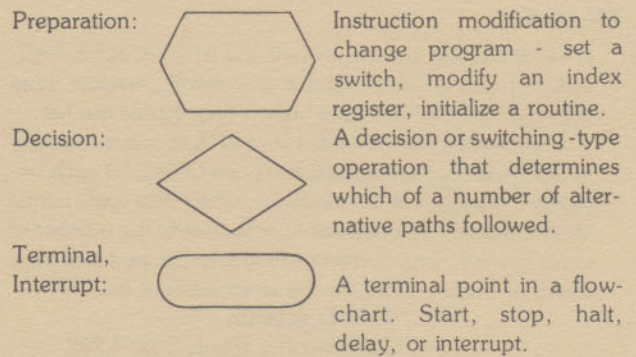 Preparation:
Instruction modification to
change program - set a
switch, modify an index
register, initialize a routine.
Decision:
A decision or switching -type
operation that determines
which of a number of alter-
native paths followed.
Terminal,
Interrupt:
A terminal point in a flow-
chart. Start, stop, halt,
delay, or interrupt.